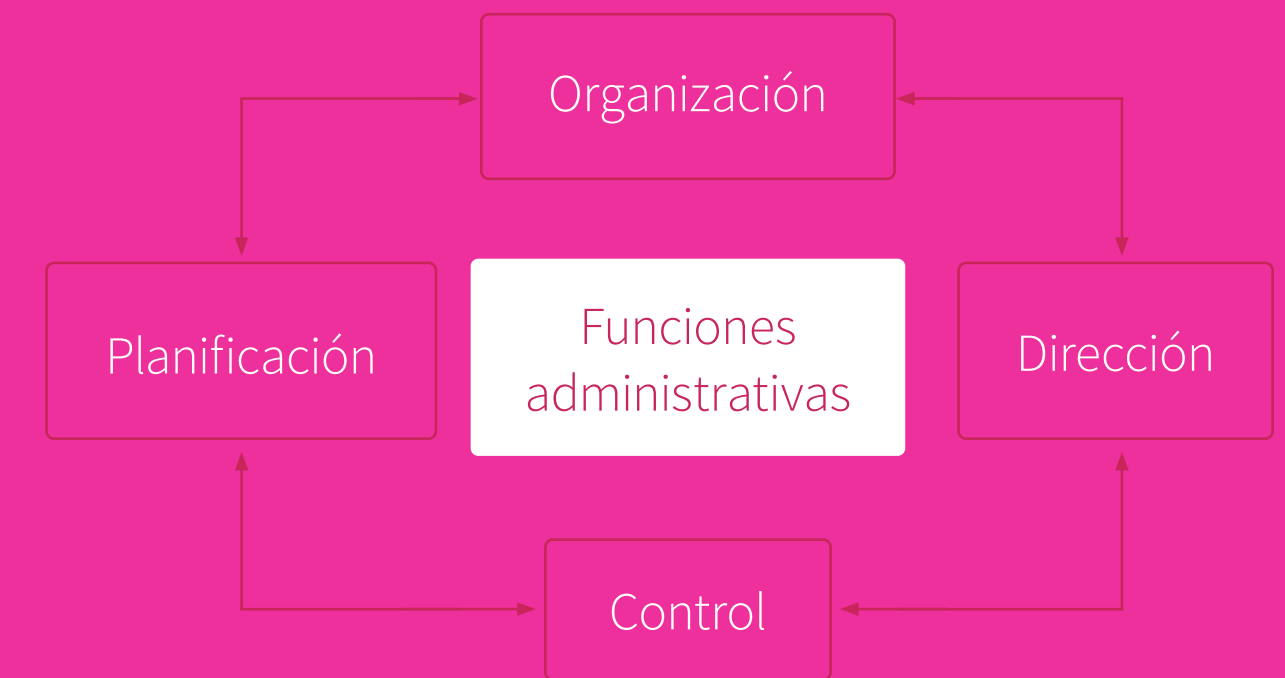 Organización
Planificación
Funciones
administrativas
Dirección
Control